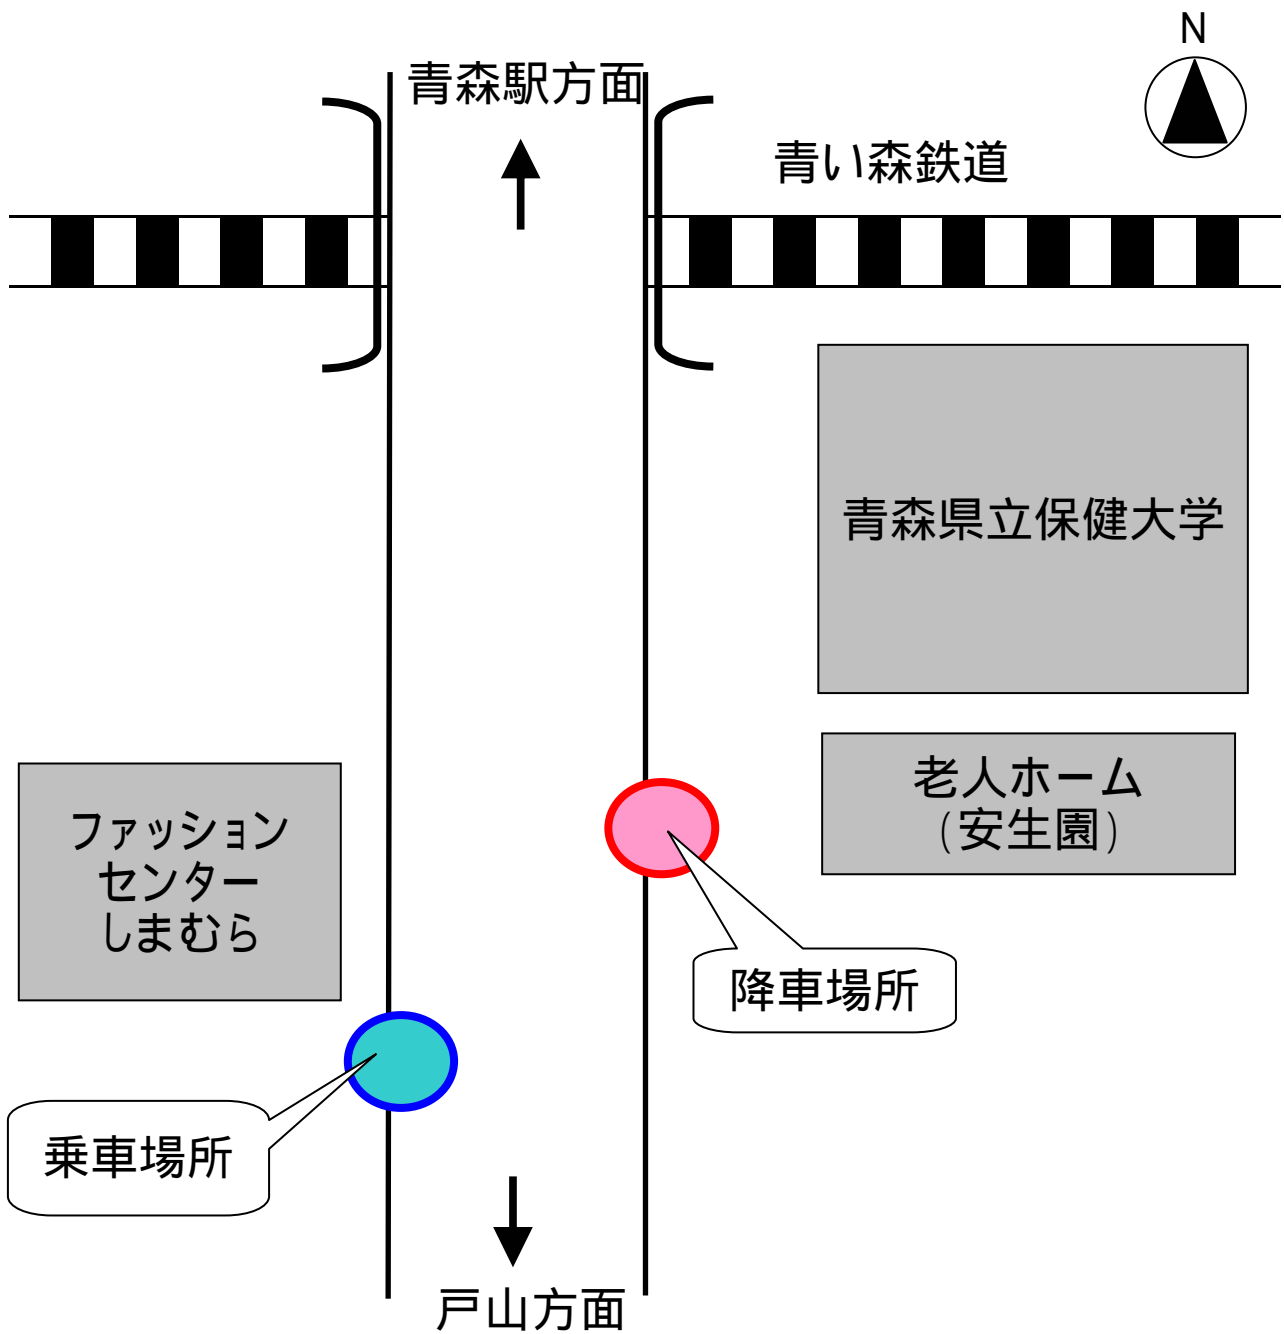 N
青森駅方面
青い森鉄道
青森県立保健大学
老人ホーム
(安生園)
ファッション
センター
しまむら
降車場所
乗車場所
戸山方面